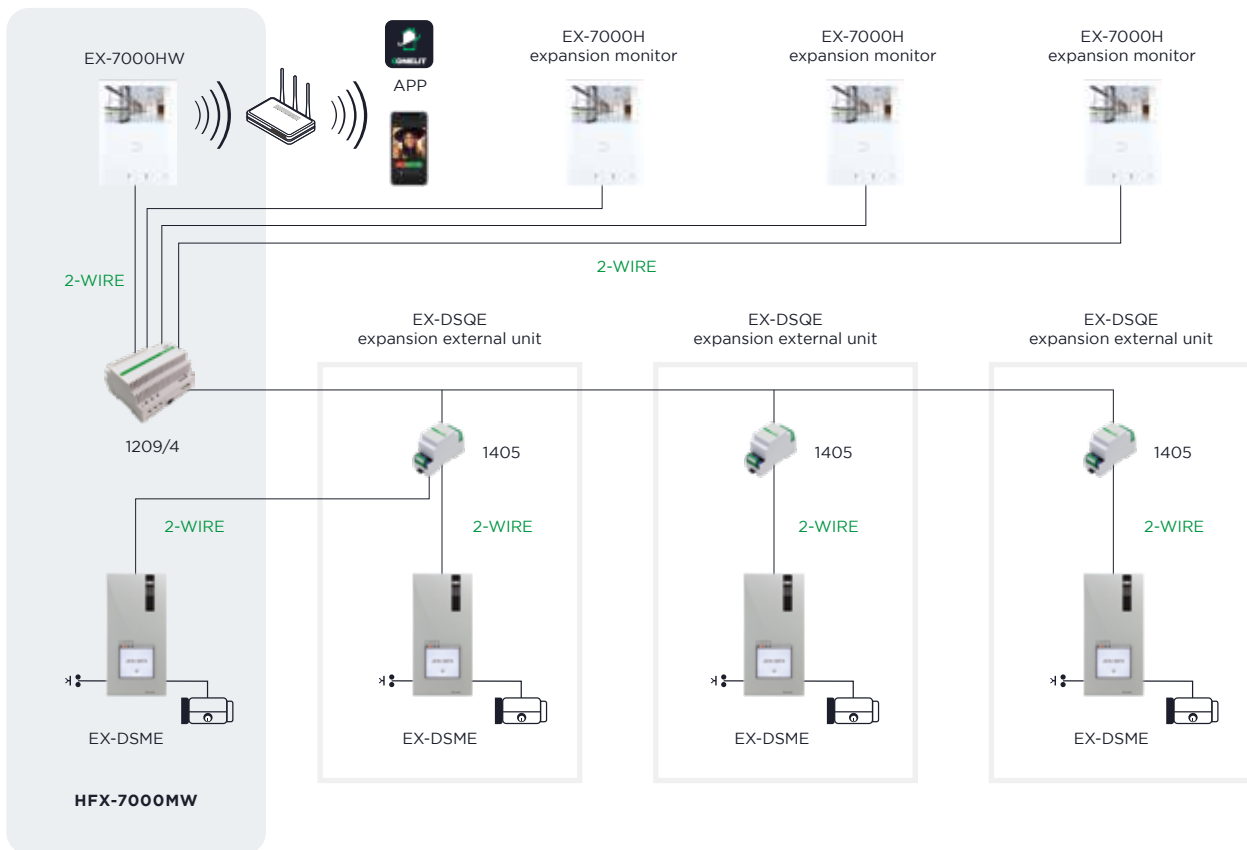 EX-7000HW
COMELIT
APP
EX-7000H
expansion monitor
EX-7000H
expansion monitor
EX-7000H
expansion monitor
2-WIRE
2-WIRE
EX-DSQE
expansion external unit
EX-DSQE
expansion external unit
EX-DSQE
expansion external unit
1209/4
1405
1405
1405
2-WIRE
2-WIRE
2-WIRE
2-WIRE
EX-DSME
EX-DSME
EX-DSME
EX-DSME
HFX-7000MW